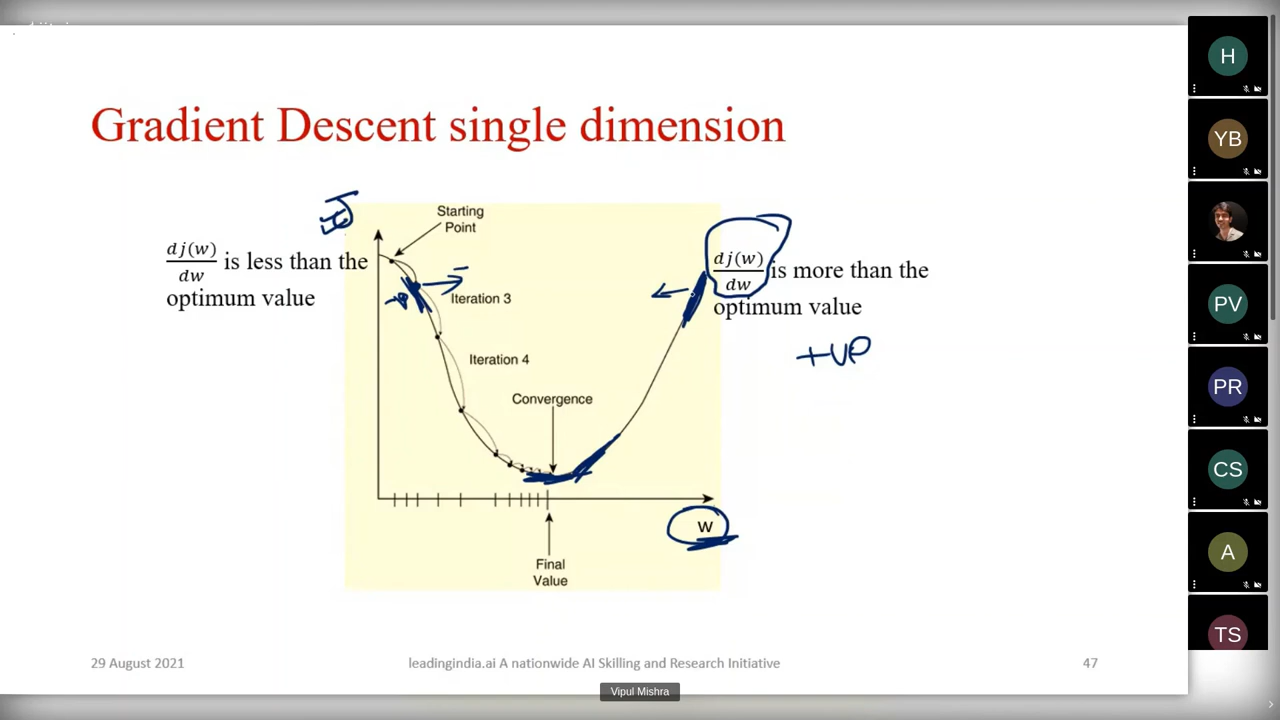 Gradient Descent single dimension
dj(w)
dw
is less than the
optimum value
J
Starting
Point
Iteration 3
Iteration 4
Convergence
w
Final
Value
-ve
dj(w)
dw
is more than the
optimum value
+ve
29 August 2021
leadingindia.ai A nationwide AI Skilling and Research Initiative
47
Vipul Mishra
H
YB
PV
PR
CS
A
TS